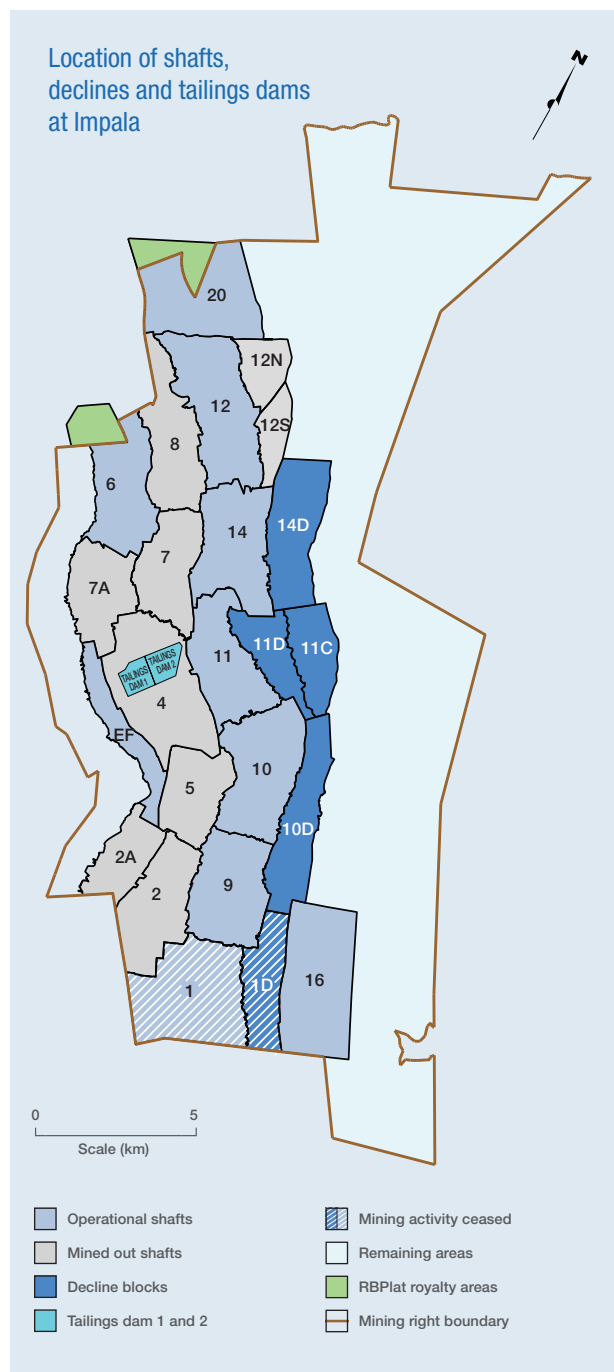 Location of shafts,
declines and tailings dams
at Impala
N
20
12N
12
12S
8
6
14
14D
7
7A
11D
11C
11
TAILINGS
DAM 1
TAILINGS
DAM 2
4
EF
10
5
10D
2A
9
2
1D
16
1
0 5
Scale (km)
Operational shafts
Mined out shafts
Decline blocks
Tailings dam 1 and 2
Mining activity ceased
Remaining areas
RBPlat royalty areas
Mining right boundary